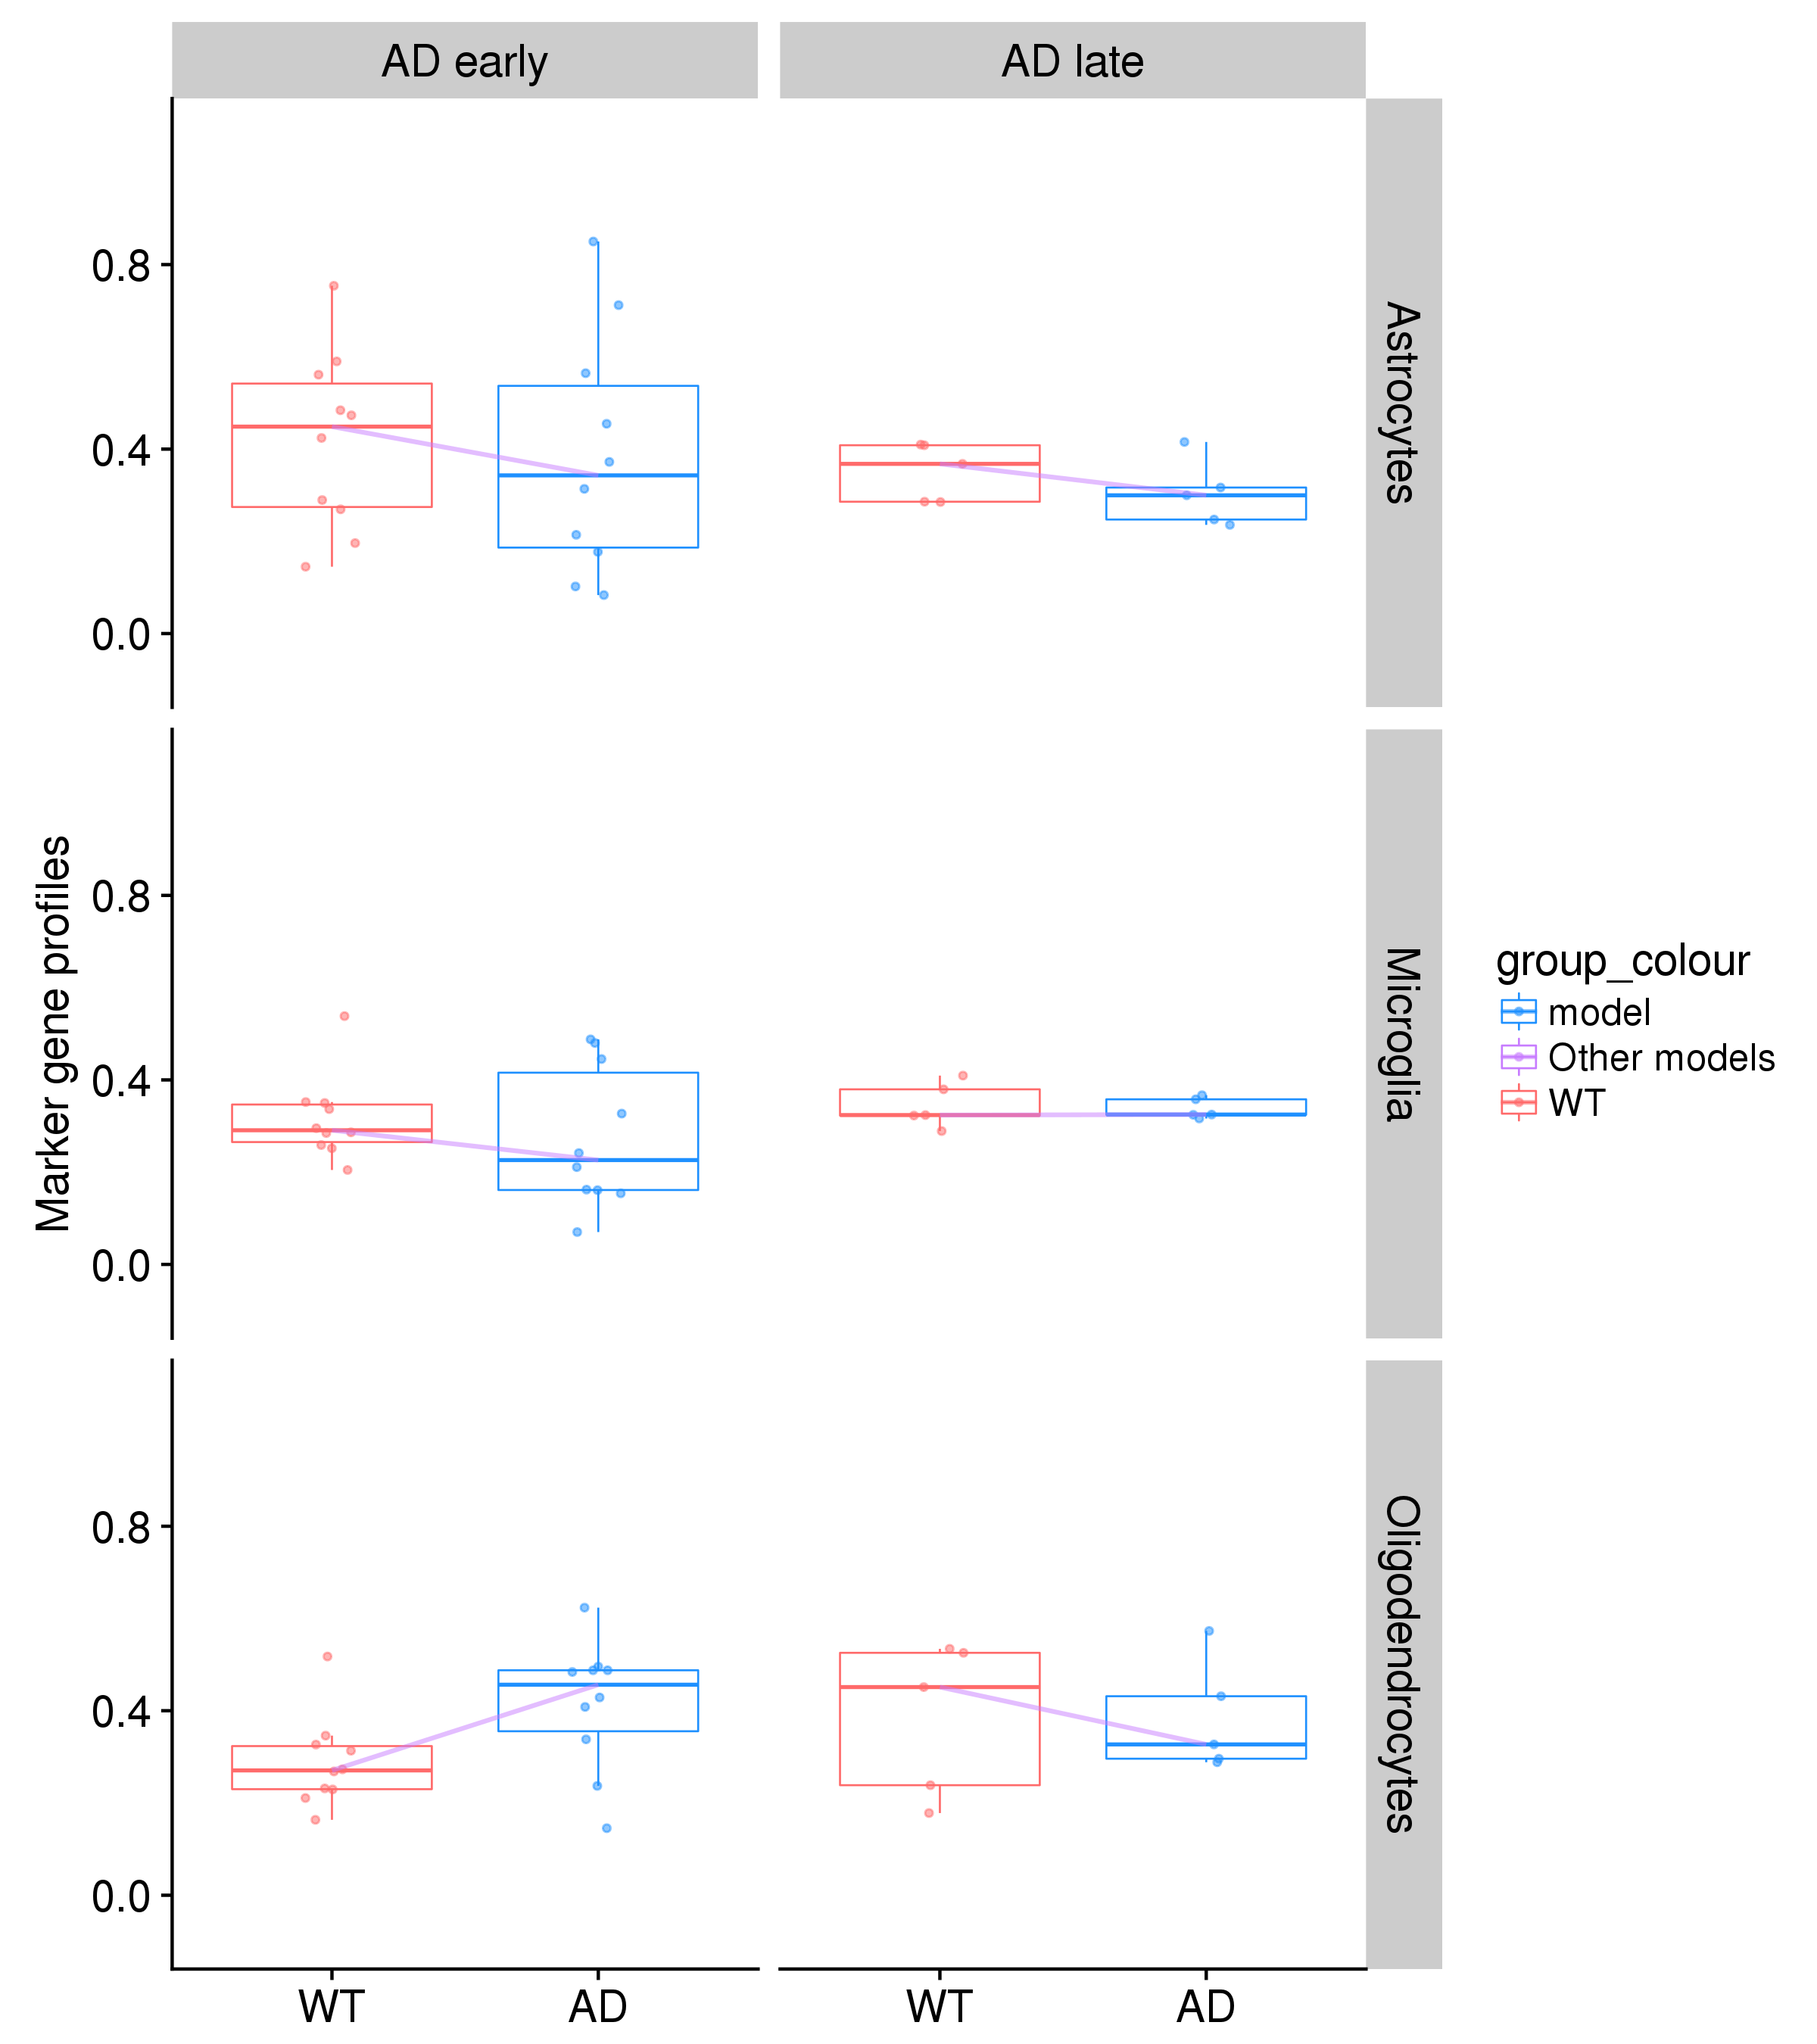 AD early
AD late
Astrocytes
0.8
0.4
0.0
Microglia
0.8
0.4
0.0
Oligodendrocytes
0.8
0.4
0.0
Marker gene profiles
WT
AD
WT
AD
group_colour
model
Other models
WT